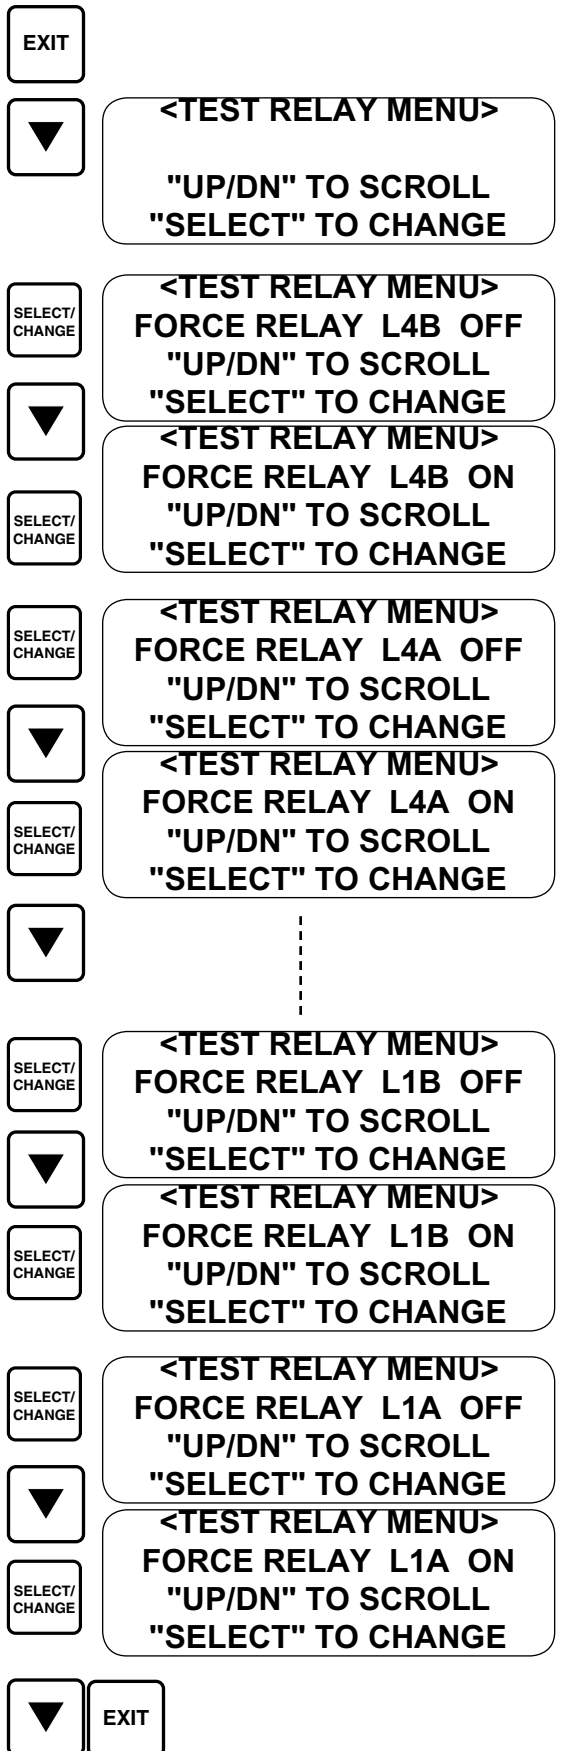 EXIT
<TEST RELAY MENU>
"UP/DN" TO SCROLL
"SELECT" TO CHANGE
SELECT/
CHANGE
<TEST RELAY MENU>
FORCE RELAY L4B OFF
"UP/DN" TO SCROLL
"SELECT" TO CHANGE
<TEST RELAY MENU>
FORCE RELAY L4B ON
"UP/DN" TO SCROLL
"SELECT" TO CHANGE
SELECT/
CHANGE
SELECT/
CHANGE
<TEST RELAY MENU>
FORCE RELAY L4A OFF
"UP/DN" TO SCROLL
"SELECT" TO CHANGE
<TEST RELAY MENU>
FORCE RELAY L4A ON
"UP/DN" TO SCROLL
"SELECT" TO CHANGE
SELECT/
CHANGE
SELECT/
CHANGE
<TEST RELAY MENU>
FORCE RELAY L1B OFF
"UP/DN" TO SCROLL
"SELECT" TO CHANGE
<TEST RELAY MENU>
FORCE RELAY L1B ON
"UP/DN" TO SCROLL
"SELECT" TO CHANGE
SELECT/
CHANGE
SELECT/
CHANGE
<TEST RELAY MENU>
FORCE RELAY L1A OFF
"UP/DN" TO SCROLL
"SELECT" TO CHANGE
<TEST RELAY MENU>
FORCE RELAY L1A ON
"UP/DN" TO SCROLL
"SELECT" TO CHANGE
SELECT/
CHANGE
EXIT